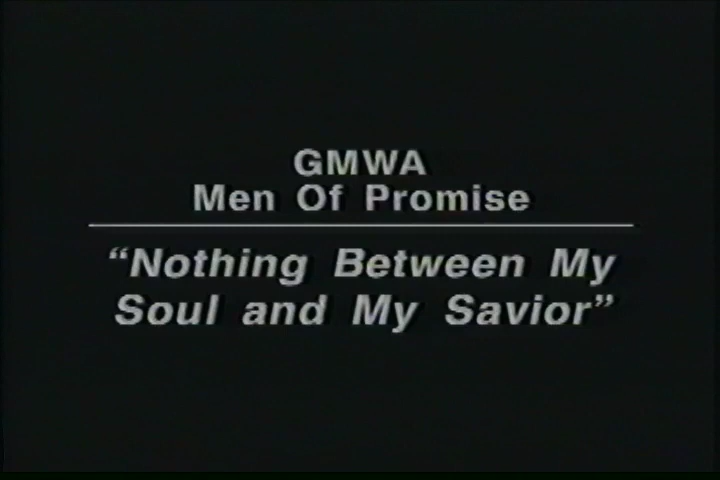 GMWA
Men Of Promise
“Nothing Between My
Soul and My Savior”